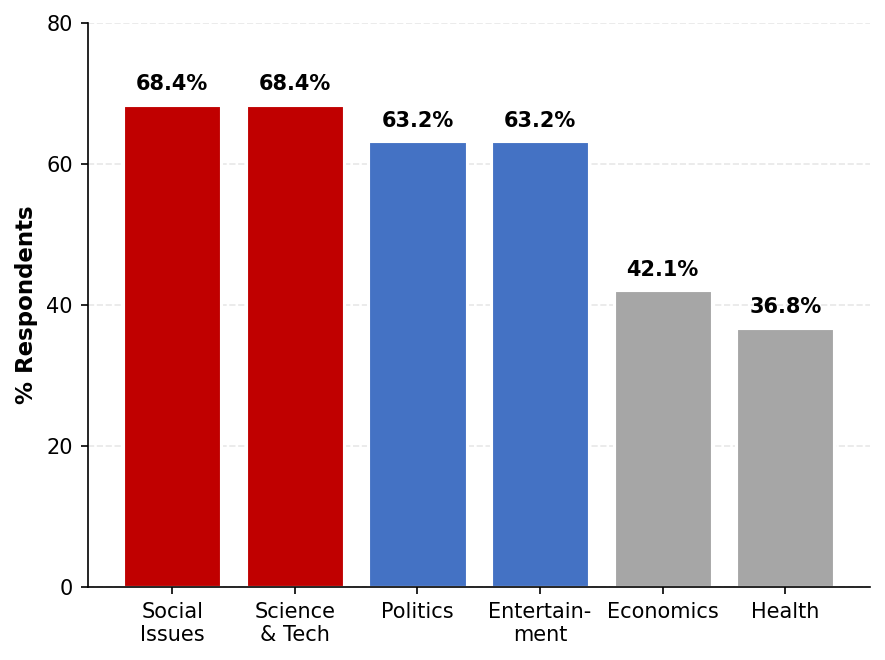 80
68.4%
68.4%
63.2%
63.2%
60
% Respondents
42.1%
40
36.8%
20
0
Social
Issues
Science
& Tech
Politics
Entertain-
ment
Economics
Health